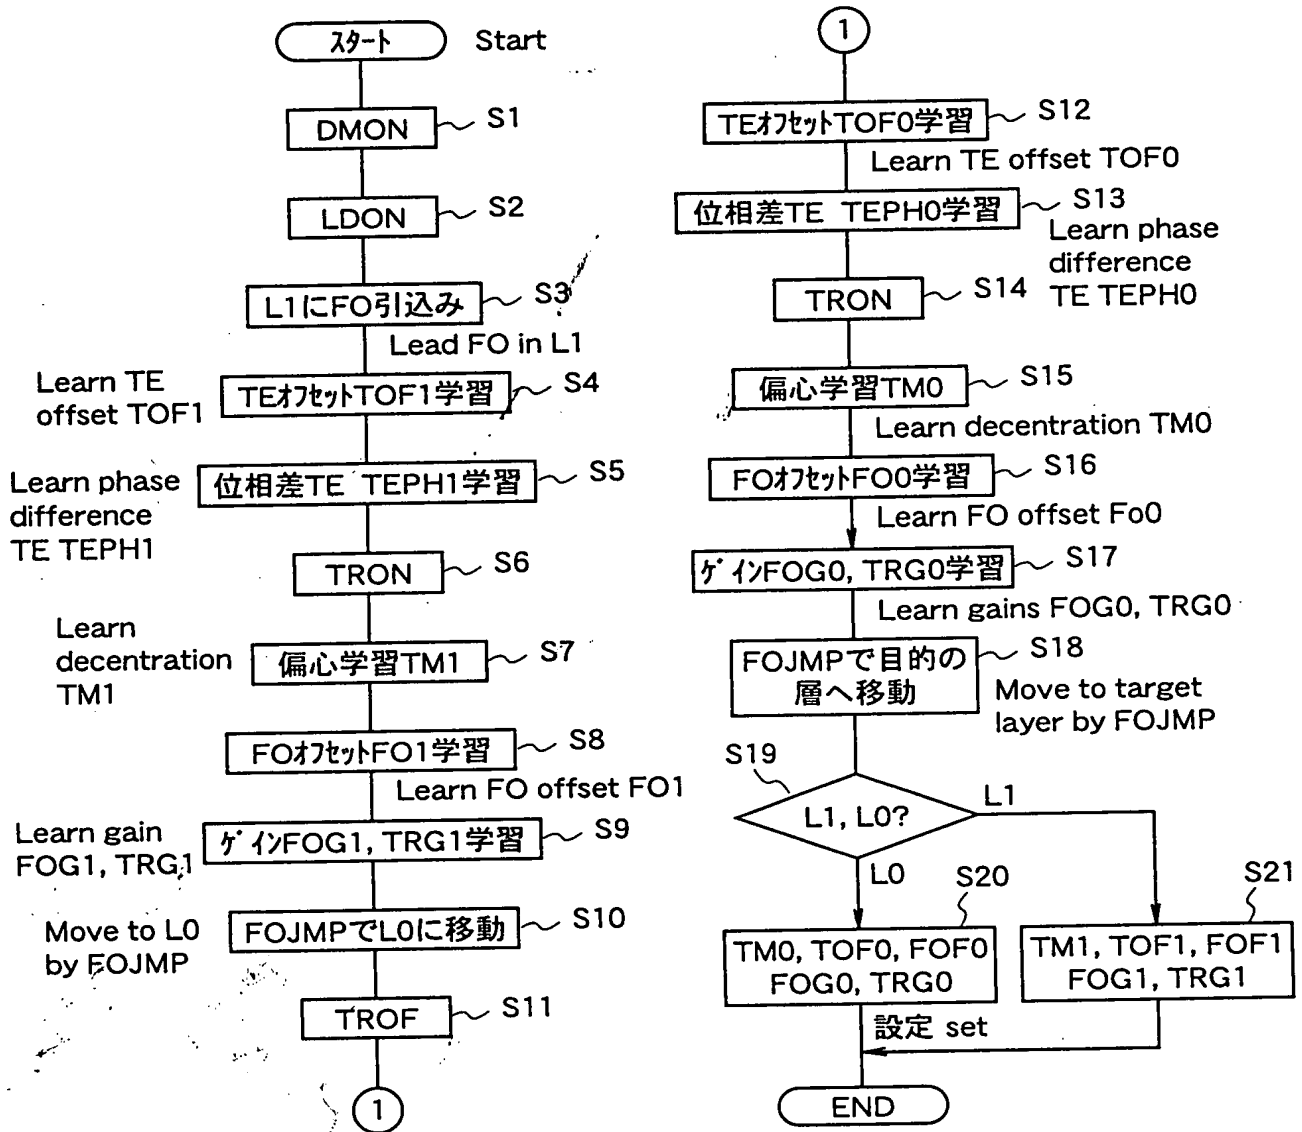 スタート
Start
DMON
S1
LDON
S2
L1にFO引込み
S3
Lead FO in L1
Learn TE
offset TOF1
TEオフセットTOF1学習
S4
Learn phase
difference
TE TEPH1
位相差TE TEPH1学習
S5
TRON
S6
Learn
decentration
TM1
偏心学習TM1
S7
FOオフセットFO1学習
S8
Learn FO offset FO1
Learn gain
FOG1, TRG1
ゲインFOG1, TRG1学習
S9
Move to L0
by FOJMP
FOJMPでL0に移動
S10
TROF
S11
1
1
TEオフセットTOF0学習
S12
Learn TE offset TOF0
位相差TE TEPH0学習
S13
Learn phase
difference
TE TEPH0
TRON
S14
偏心学習TM0
S15
Learn decentration TM0
FOオフセットFO0学習
S16
Learn FO offset Fo0
ゲインFOG0, TRG0学習
S17
Learn gains FOG0, TRG0
FOJMPで目的の
層へ移動
S18
Move to target
layer by FOJMP
S19
L1, L0?
L1
L0
S20
TM0, TOF0, FOF0
FOG0, TRG0
S21
TM1, TOF1, FOF1
FOG1, TRG1
設定 set
END